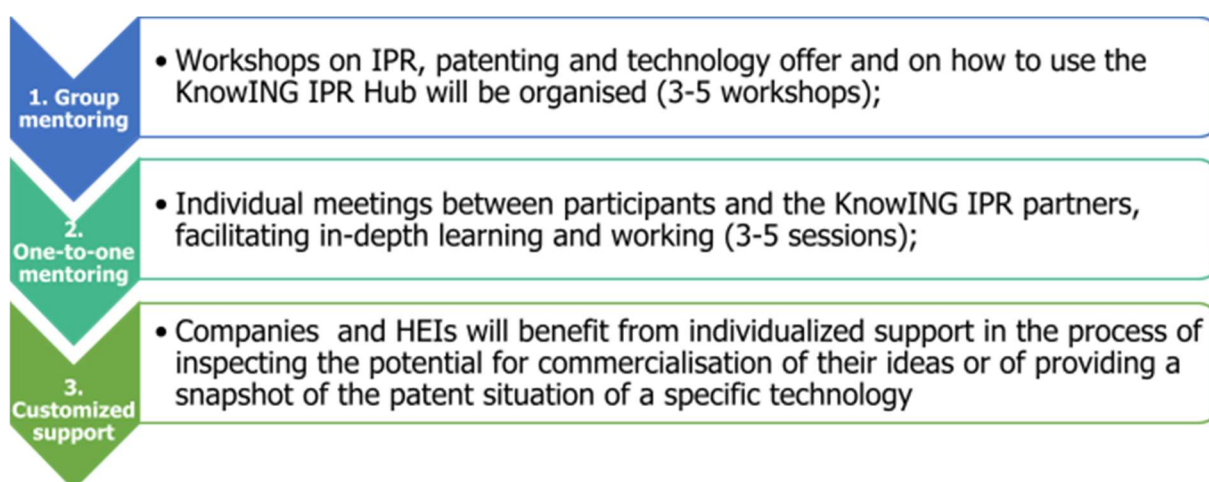 1. Group
mentoring
• Workshops on IPR, patenting and technology offer and on how to use the
KnowING IPR Hub will be organised (3-5 workshops);
2.
One-to-one
mentoring
• Individual meetings between participants and the KnowING IPR partners,
facilitating in-depth learning and working (3-5 sessions);
3.
Customized
support
• Companies and HEIs will benefit from individualized support in the process of
inspecting the potential for commercialisation of their ideas or of providing a
snapshot of the patent situation of a specific technology